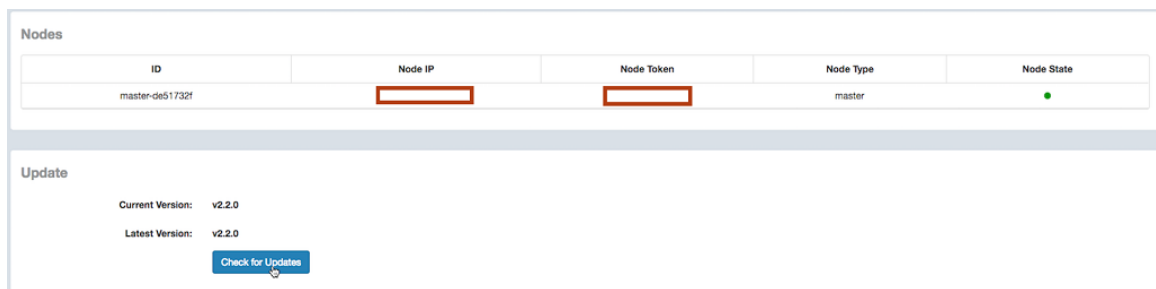 Nodes
ID Node IP Node Token Node Type Node State
master-de51732f master
Update
Current Version: v2.2.0
Latest Version: v2.2.0
Check for Updates